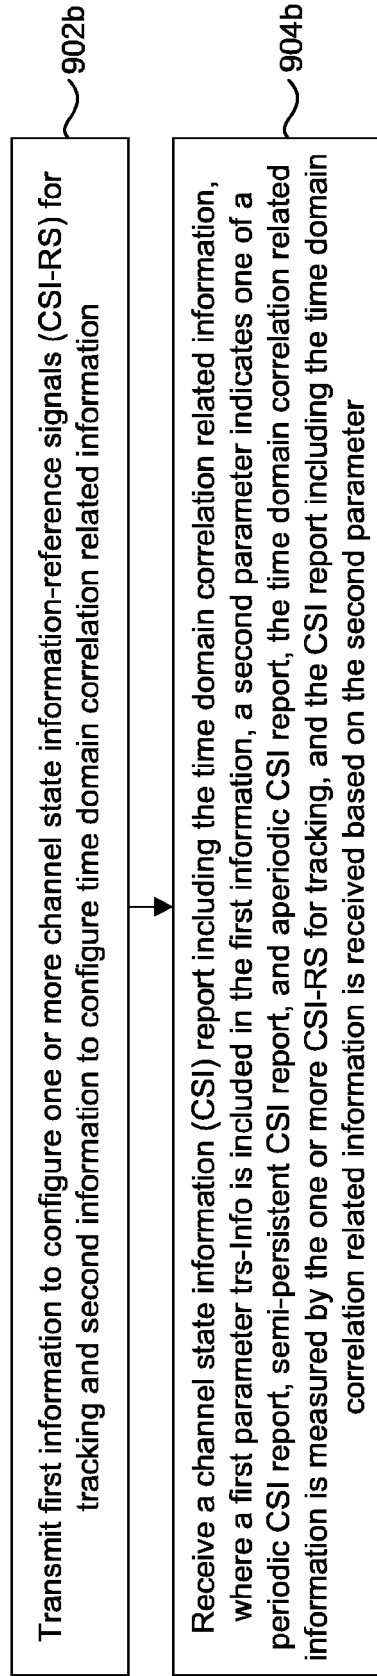 Transmit first information to configure one or more channel state information-reference signals (CSI-RS) for
tracking and second information to configure time domain correlation related information
902b
Receive a channel state information (CSI) report including the time domain correlation related information,
where a first parameter trs-Info is included in the first information, a second parameter indicates one of a
periodic CSI report, semi-persistent CSI report, and aperiodic CSI report, the time domain correlation related
information is measured by the one or more CSI-RS for tracking, and the CSI report including the time domain
correlation related information is received based on the second parameter
904b